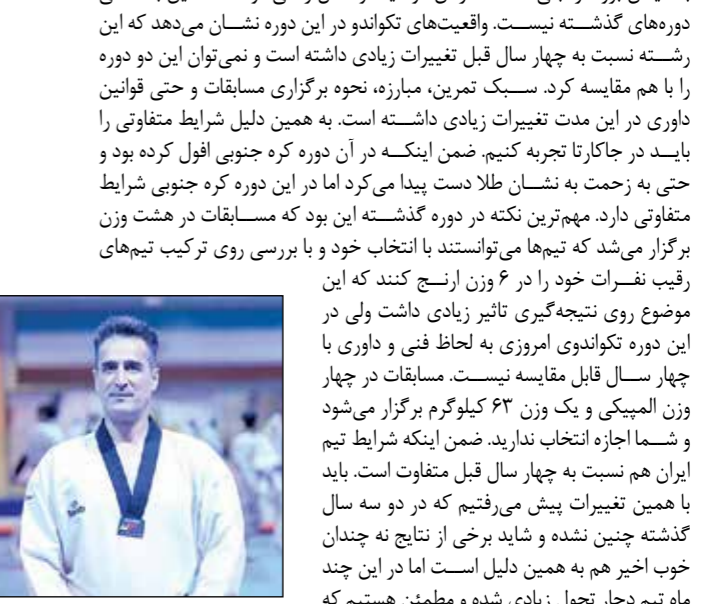 دوره‌های گذشته نیست. واقعیت‌های تکواندو در این دوره نشان می‌دهد که این
رشته نسبت به چهار سال قبل تغییرات زیادی داشته است و نمی‌توان این دو دوره
را با هم مقایسه کرد. سبک تمرین، مبارزه، نحوه برگزاری مسابقات و حتی قوانین
داوری در این مدت تغییرات زیادی داشته است. به همین دلیل شرایط متفاوتی را
باید در جاکارتا تجربه کنیم. ضمن اینکه در آن دوره کره جنوبی افول کرده بود و
حتی به زحمت به نشان طلا دست پیدا می‌کرد اما در این دوره کره جنوبی شرایط
متفاوتی دارد. مهم‌ترین نکته در دوره گذشته این بود که مسابقات در هشت وزن
برگزار می‌شد که تیم‌ها می‌توانستند با انتخاب خود و با بررسی روی ترکیب تیم‌های
رقیب نفرات خود را در ۶ وزن ارنج کنند که این
موضوع روی نتیجه‌گیری تاثیر زیادی داشت ولی در
این دوره تکواندوی امروزی به لحاظ فنی و داوری با
چهار سال قابل مقایسه نیست. مسابقات در چهار
وزن المپیکی و یک وزن ۶۳ کیلوگرم برگزار می‌شود
و شما اجازه انتخاب ندارید. ضمن اینکه شرایط تیم
ایران هم نسبت به چهار سال قبل متفاوت است. باید
با همین تغییرات پیش می‌رفتیم که در دو سه سال
گذشته چنین نشده و شاید برخی از نتایج نه چندان
خوب اخیر هم به همین دلیل است اما در این چند
ماه تیم دچار تحول زیادی شده و مطمئن هستیم که